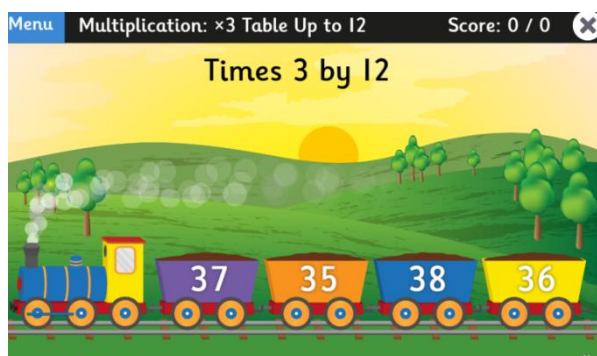 Menu Multiplication: ×3 Table Up to 12 Score: 0 / 0
Times 3 by 12
37 35 38 36